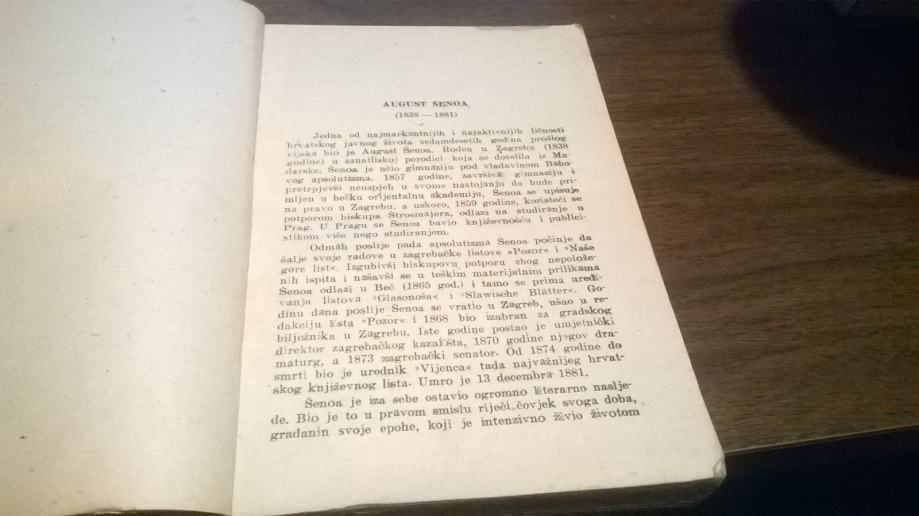 AUGUST ŠENOA
(1838 — 1881)
Jedna od najmarkantnijih i najaktivnijih ličnosti
hrvatskog javnog života sedamdesetih godina prošlog
vijeka bio je August Šenoa. Rođen u Zagrebu (1838
godine) u zanatliskoj porodici koja se doselila iz Ma-
đarske, Šenoa je učio gimnaziju pod vladavinom Baho-
vog apsolutizma. 1857 godine, završivši gimnaziju i
pretrpjevši neuspjeh u svome nastojanju da bude pri-
mljen u bečku orijentalnu akademiju, Šenoa se upisuje
na pravo u Zagrebu, a uskoro, 1859 godine, koristeći se
potporom biskupa Štrosmajera, odlazi na studiranje u
Prag. U Pragu se Šenoa bavio književnošću i publici-
stikom više nego studiranjem.
Odmah poslije pada apsolutizma Šenoa počinje da
šalje svoje radove u zagrebačke listove »Pozor« i »Naše
gore list«. Izgubivši biskupovu potporu zbog nepolože-
nih ispita i našavši se u teškim materijalnim prilikama
Šenoa odlazi u Beč (1865 god.) i tamo se prima uređi-
vanja listova »Glasonoša« i »Slawische Blätter«. Go-
dinu dana poslije Šenoa se vratio u Zagreb, ušao u re-
dakciju lista »Pozor« i 1868 bio izabran za gradskog
bilježnika u Zagrebu. Iste godine postao je umjetnički
direktor zagrebačkog kazališta, 1870 godine njegov dra-
maturg, a 1873 zagrebački senator. Od 1874 godine do
smrti bio je urednik »Vijenca« tada najvažnijeg hrvat-
skog književnog lista. Umro je 13 decembra 1881.
Šenoa je iza sebe ostavio ogromno literarno naslje-
đe. Bio je to u pravom smislu riječi čovjek svoga doba,
građanin svoje epohe, koji je intenzivno živio životom